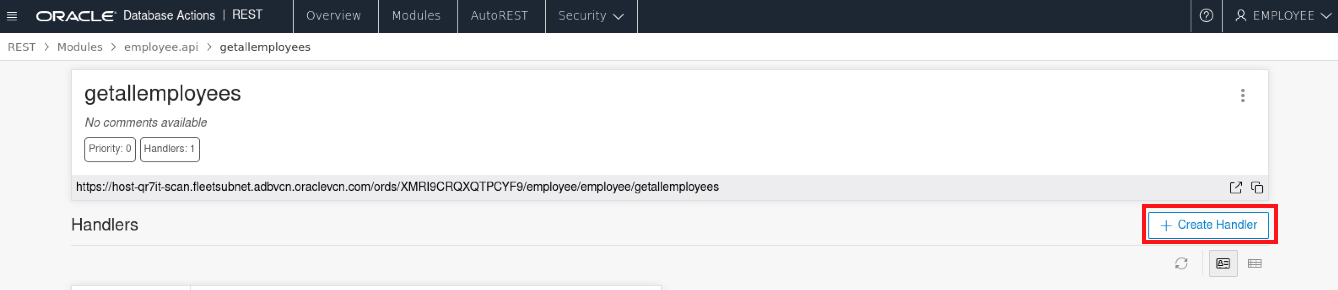 ORACLE Database Actions | REST Overview Modules AutoREST Security EMPLOYEE
REST > Modules > employee.api > getallemployees
getallemployees
No comments available
Priority: 0 Handlers: 1
https://host-qr7it-scan.fleetsubnet.adbvcn.oraclevcn.com/ords/XMRI9CRQXQTPCYF9/employee/employee/getallemployees
Handlers
+ Create Handler